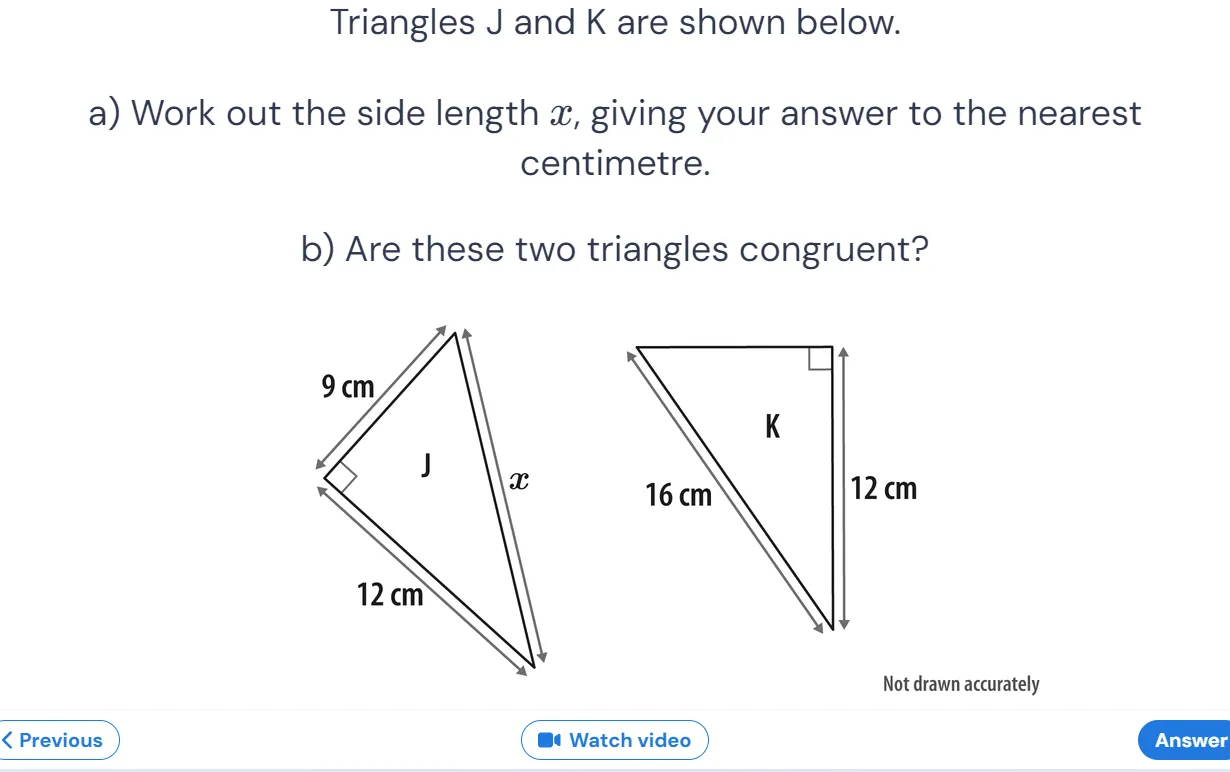 Triangles J and K are shown below.
a) Work out the side length x, giving your answer to the nearest
centimetre.
b) Are these two triangles congruent?
9 cm
J
x
12 cm
K
16 cm
12 cm
Not drawn accurately
Previous
Watch video
Answer